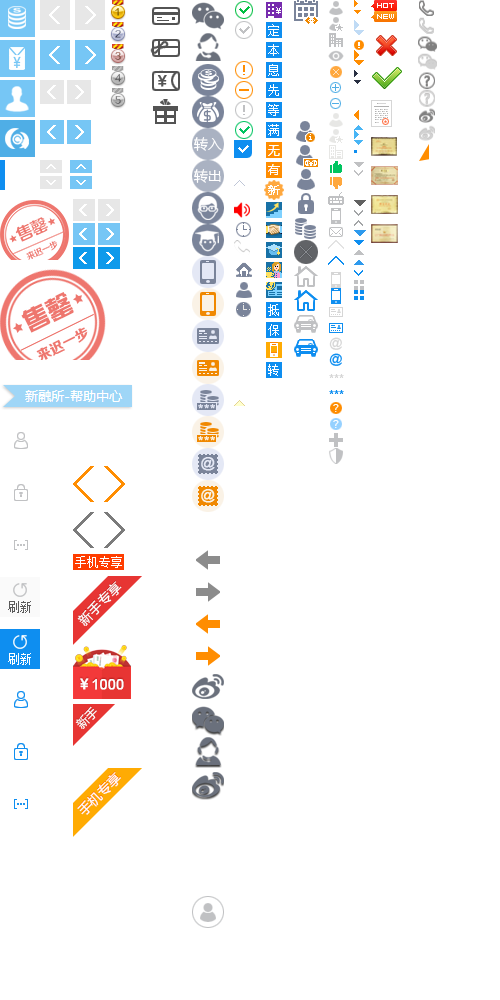 1
2
3
4
5
HOT
NEW
定
本
息
先
等
满
无
有
新
抵
保
转
转入
转出
售罄
来迟一步
售罄
来迟一步
新融所-帮助中心
刷新
刷新
手机专享
新手专享
¥1000
新手
手机专享